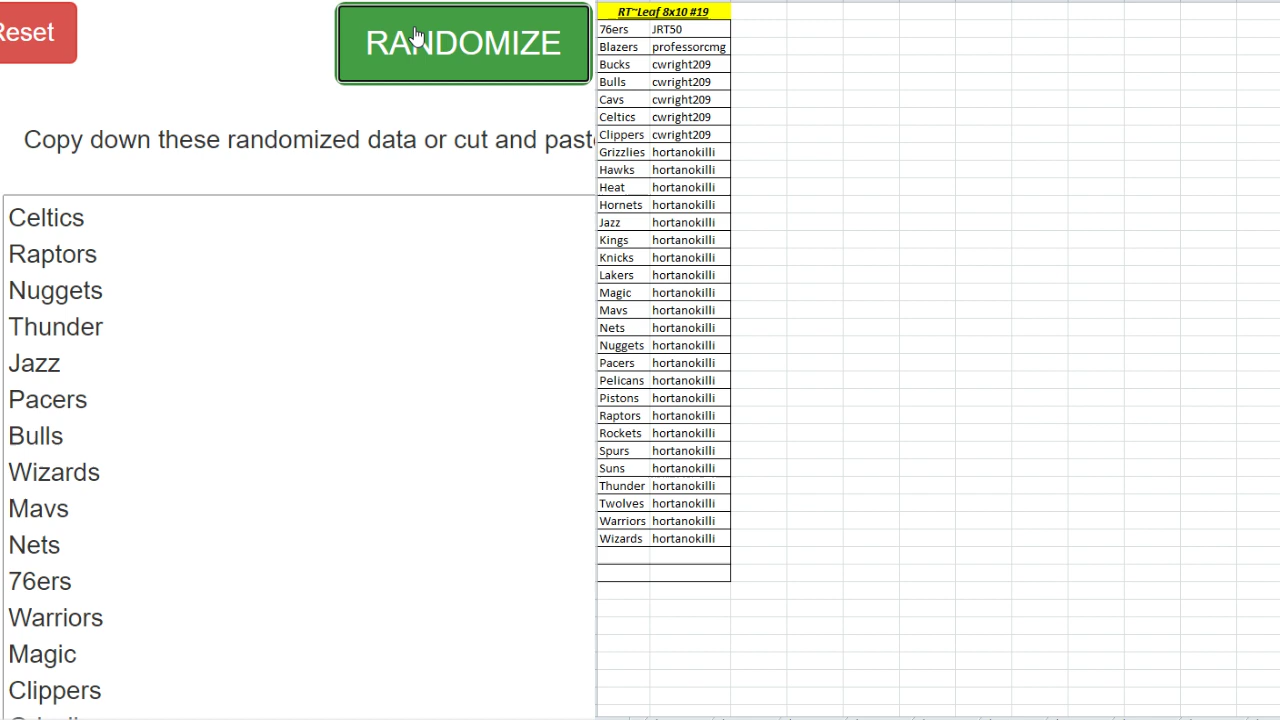 Reset
RANDOMIZE
Copy down these randomized data or cut and paste
Celtics
Raptors
Nuggets
Thunder
Jazz
Pacers
Bulls
Wizards
Mavs
Nets
76ers
Warriors
Magic
Clippers
RT~Leaf 8x10 #19
76ers JRT50
Blazers professorcmg
Bucks cwright209
Bulls cwright209
Cavs cwright209
Celtics cwright209
Clippers cwright209
Grizzlies hortanokilli
Hawks hortanokilli
Heat hortanokilli
Hornets hortanokilli
Jazz hortanokilli
Kings hortanokilli
Knicks hortanokilli
Lakers hortanokilli
Magic hortanokilli
Mavs hortanokilli
Nets hortanokilli
Nuggets hortanokilli
Pacers hortanokilli
Pelicans hortanokilli
Pistons hortanokilli
Raptors hortanokilli
Rockets hortanokilli
Spurs hortanokilli
Suns hortanokilli
Thunder hortanokilli
Twolves hortanokilli
Warriors hortanokilli
Wizards hortanokilli